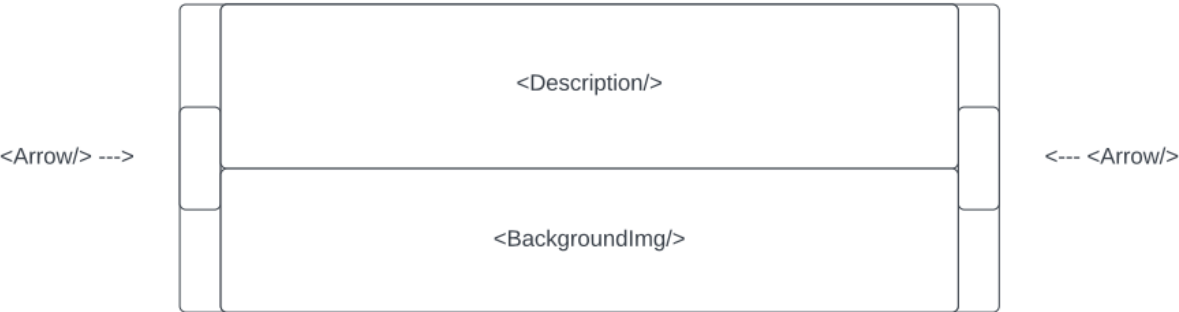 <Description/>
<Arrow/> --->
<--- <Arrow/>
<BackgroundImg/>